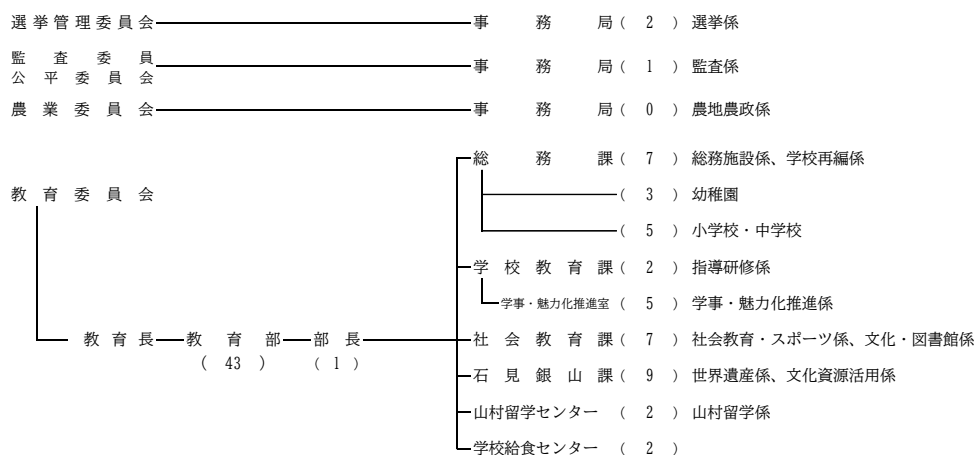 選挙管理委員会 事務局（ 2 ） 選挙係
監査委員
公平委員会 事務局（ 1 ） 監査係
農業委員会 事務局（ 0 ） 農地農政係
総務課（ 7 ） 総務施設係、学校再編係
教育委員会 （ 3 ） 幼稚園
（ 5 ） 小学校・中学校
学校教育課（ 2 ） 指導研修係
学事・魅力化推進室（ 5 ） 学事・魅力化推進係
教育長 教育部 部長 社会教育課（ 7 ） 社会教育・スポーツ係、文化・図書館係
（ 43 ） （ 1 ）
石見銀山課（ 9 ） 世界遺産係、文化資源活用係
山村留学センター （ 2 ） 山村留学係
学校給食センター （ 2 ）